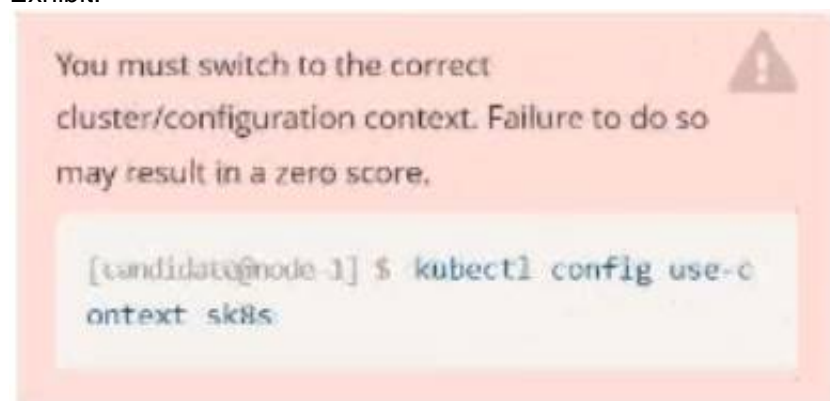 Exhibit:
You must switch to the correct
cluster/configuration context. Failure to do so
may result in a zero score.
[candidate@node-1] $ kubectl config use-c
ontext sk8s